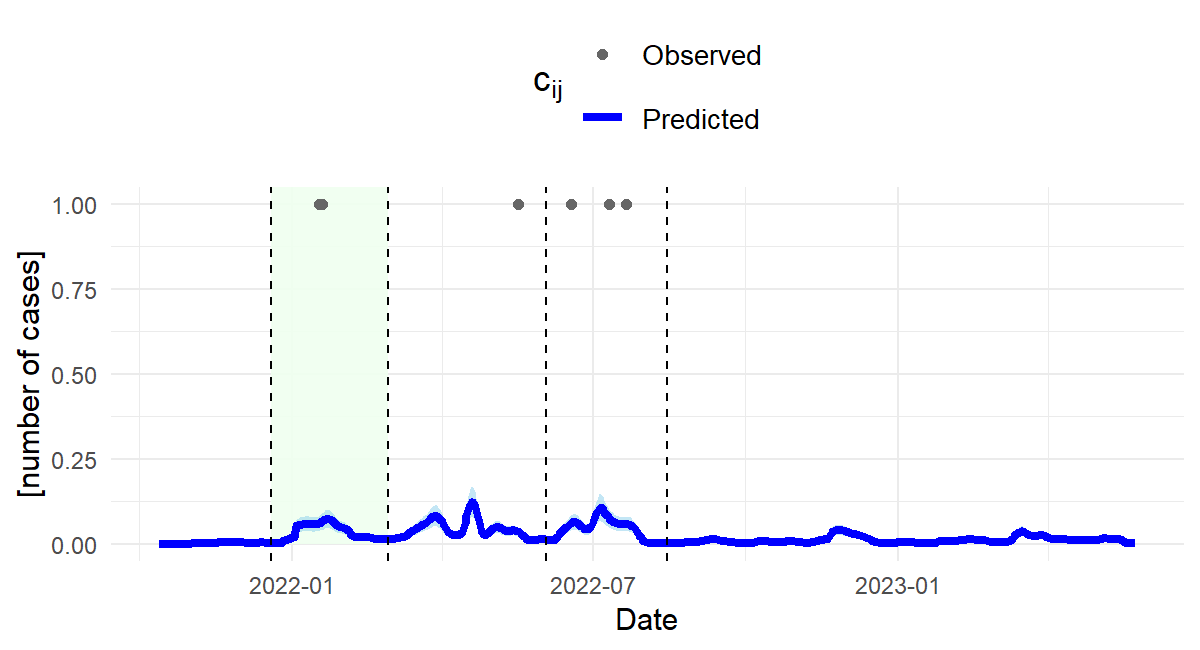 Observed
cij
Predicted
1.00
0.75
0.50
0.25
0.00
[number of cases]
2022-01 2022-07 2023-01
Date